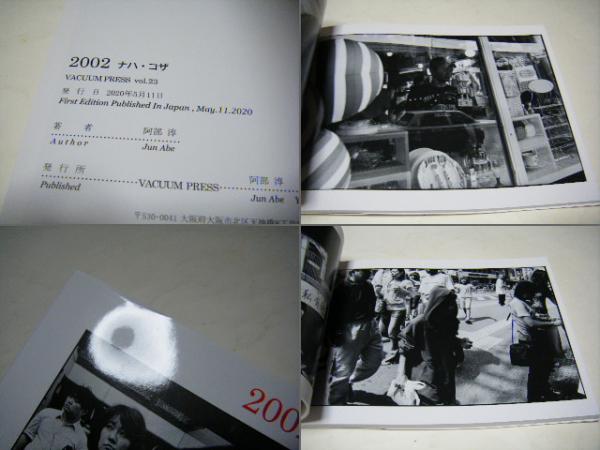 2002 ナハ・コザ
VACUUM PRESS vol.23
発 行 日 2020年5月11日
First Edition Published In Japan , May.11.2020
著 者 阿部 淳
Author Jun Abe
発行所 VACUUM PRESS 阿部 淳
Published Jun Abe
〒530-0041 大阪府大阪市北区天神橋
200